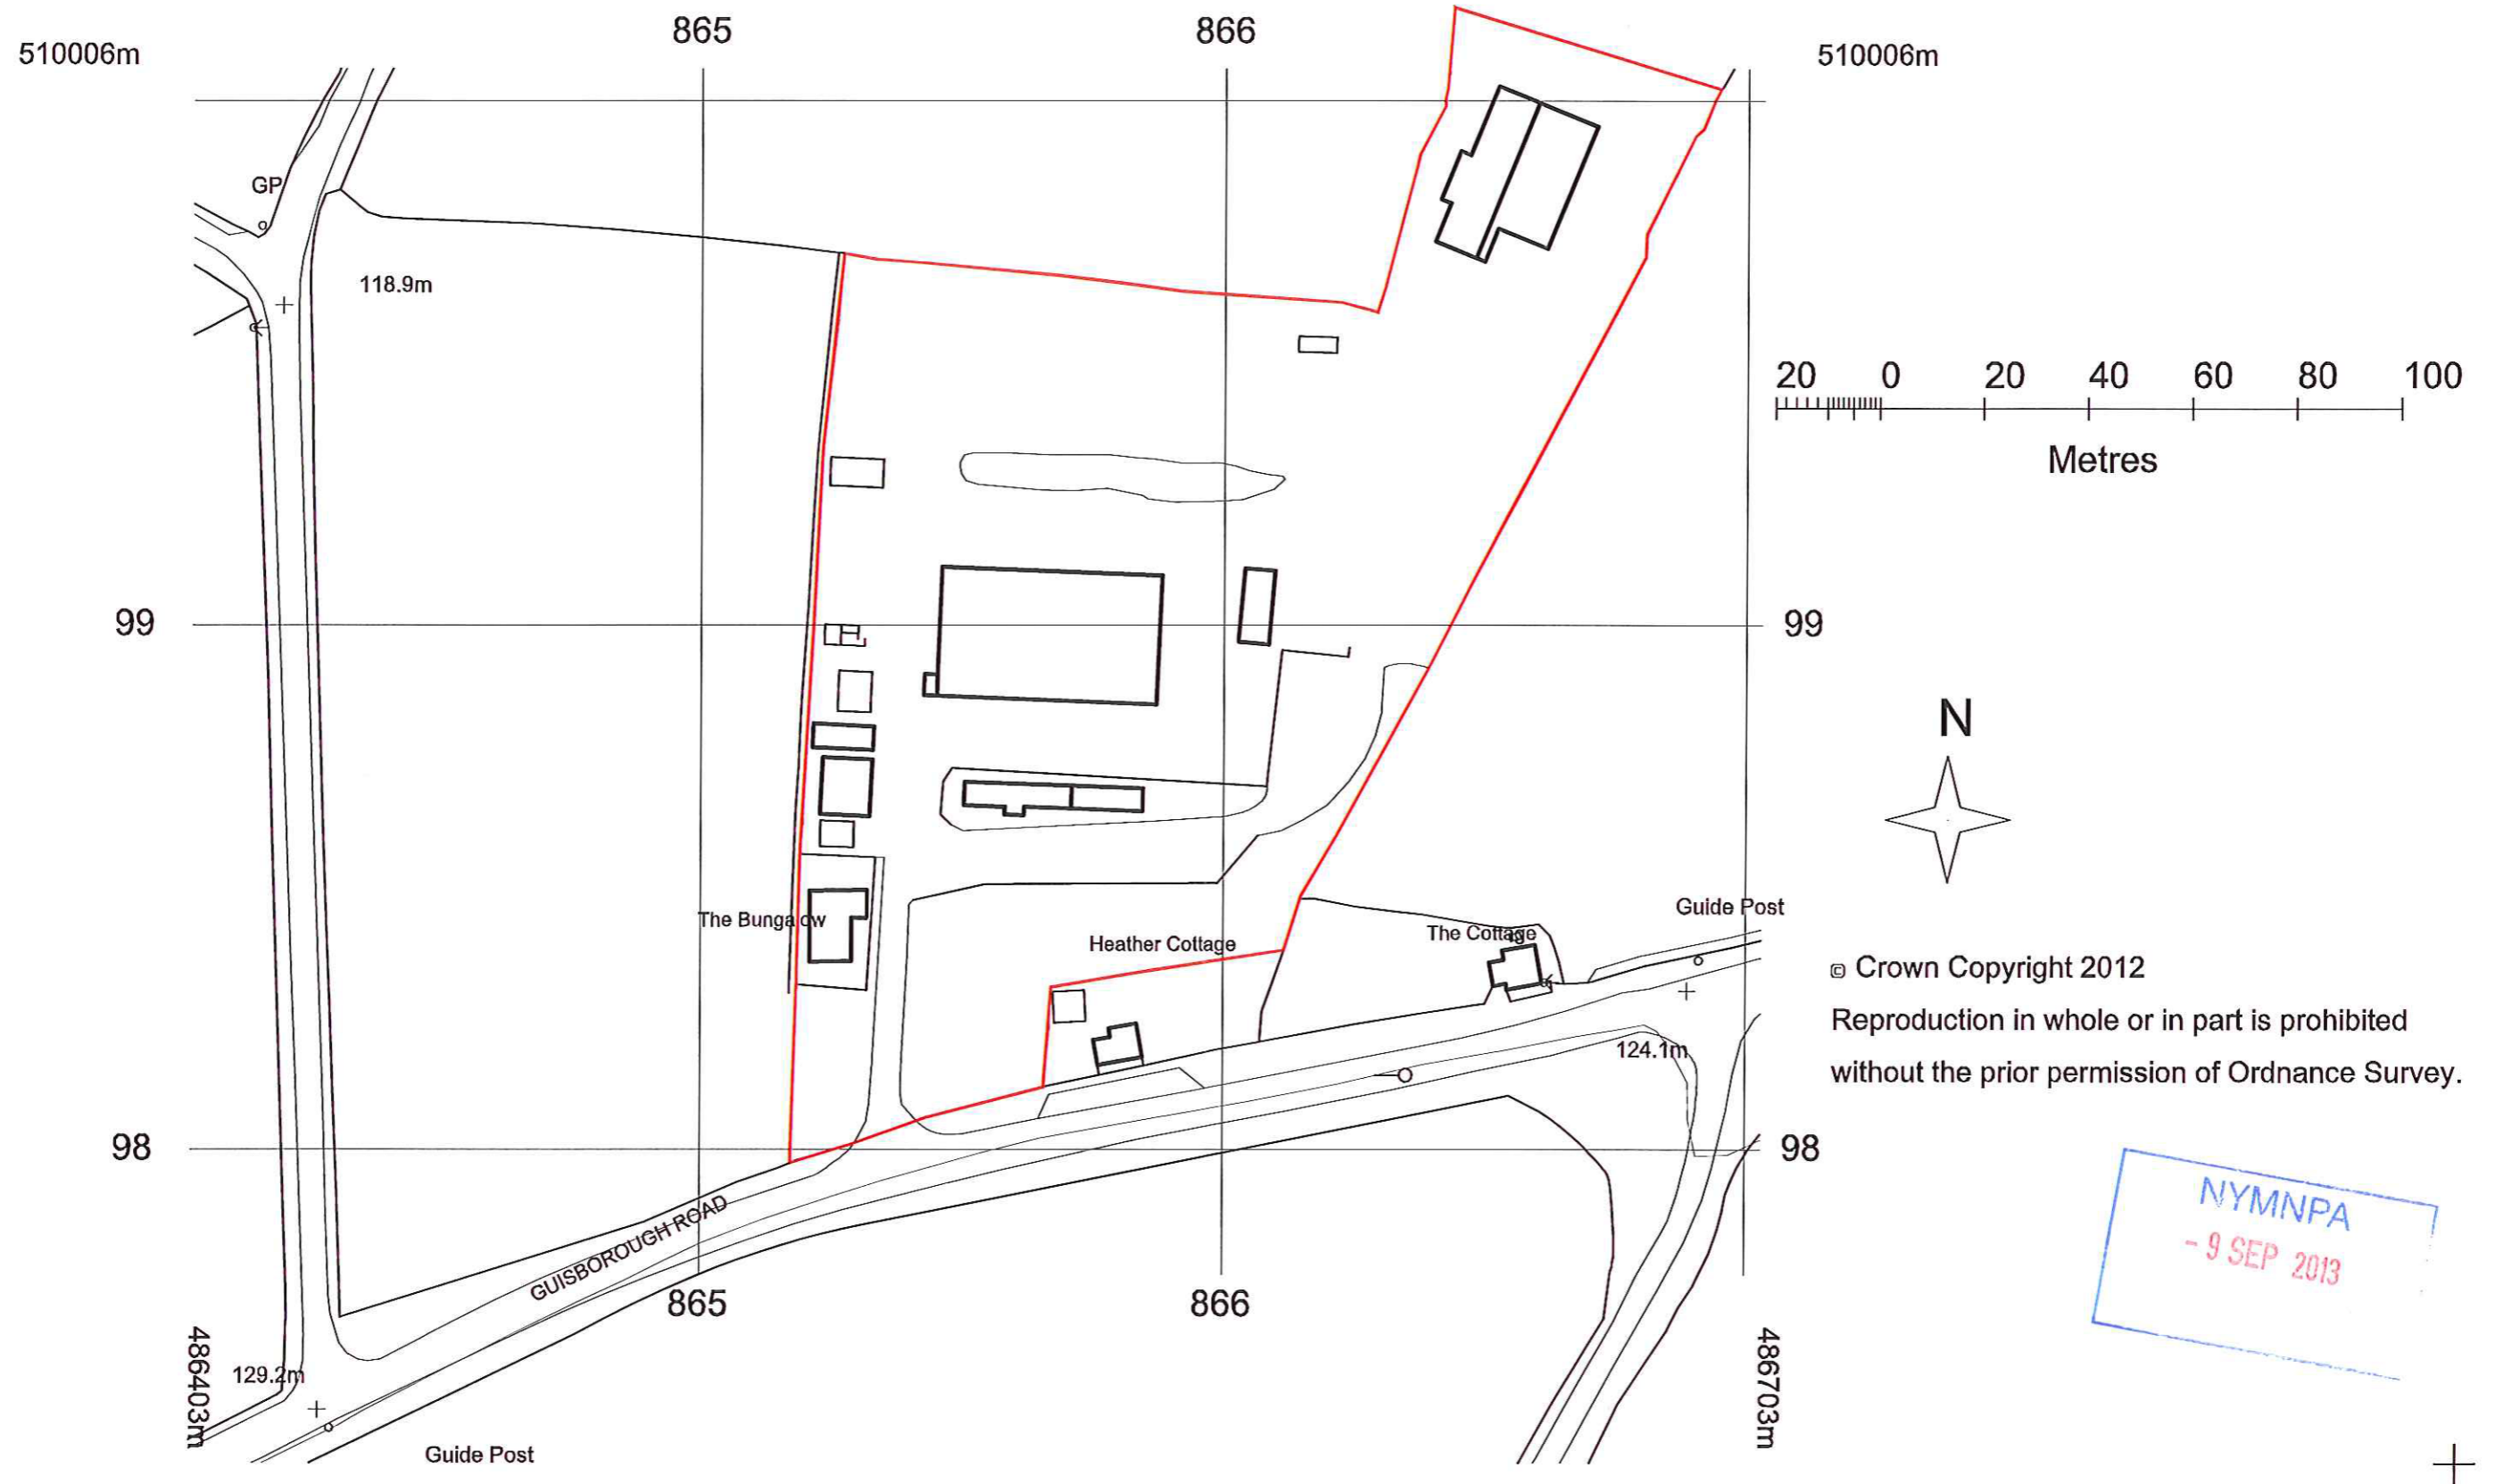 865
866
510006m
510006m
GP
118.9m
20 0 20 40 60 80 100
Metres
99
99
N
The Bungalow
Heather Cottage
The Cottage
Guide Post
© Crown Copyright 2012
Reproduction in whole or in part is prohibited
without the prior permission of Ordnance Survey.
124.1m
98
98
NYMNPA
- 9 SEP 2013
GUISBOROUGH ROAD
865
866
486403m
486703m
129.2m
Guide Post